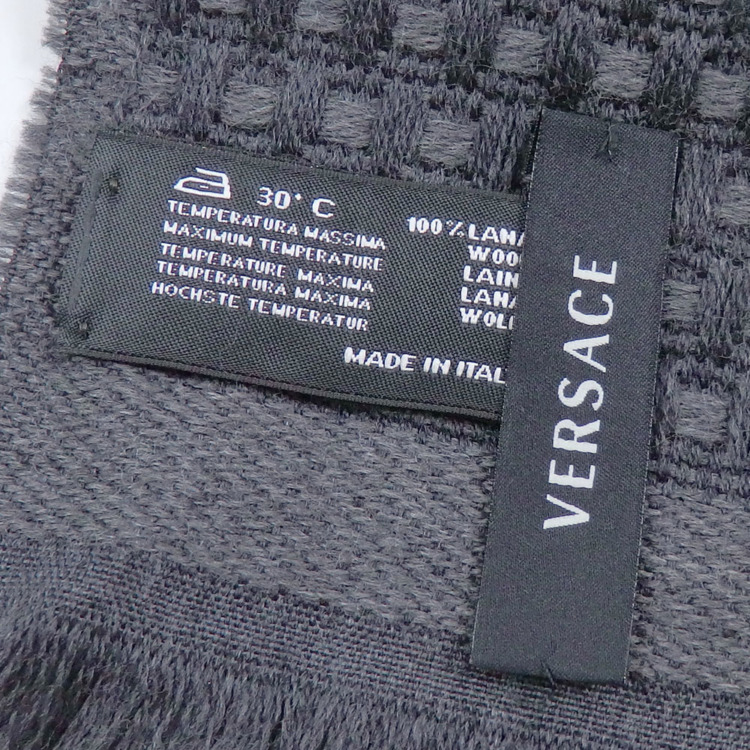 30° C
TEMPERATURA MASSIMA
MAXIMUM TEMPERATURE
TEMPERATURE MAXIMA
TEMPERATURA MAXIMA
HOCHSTE TEMPERATUR
100% LANA
WOO
LAIN
LANA
WOLL
MADE IN ITAL
VERSACE